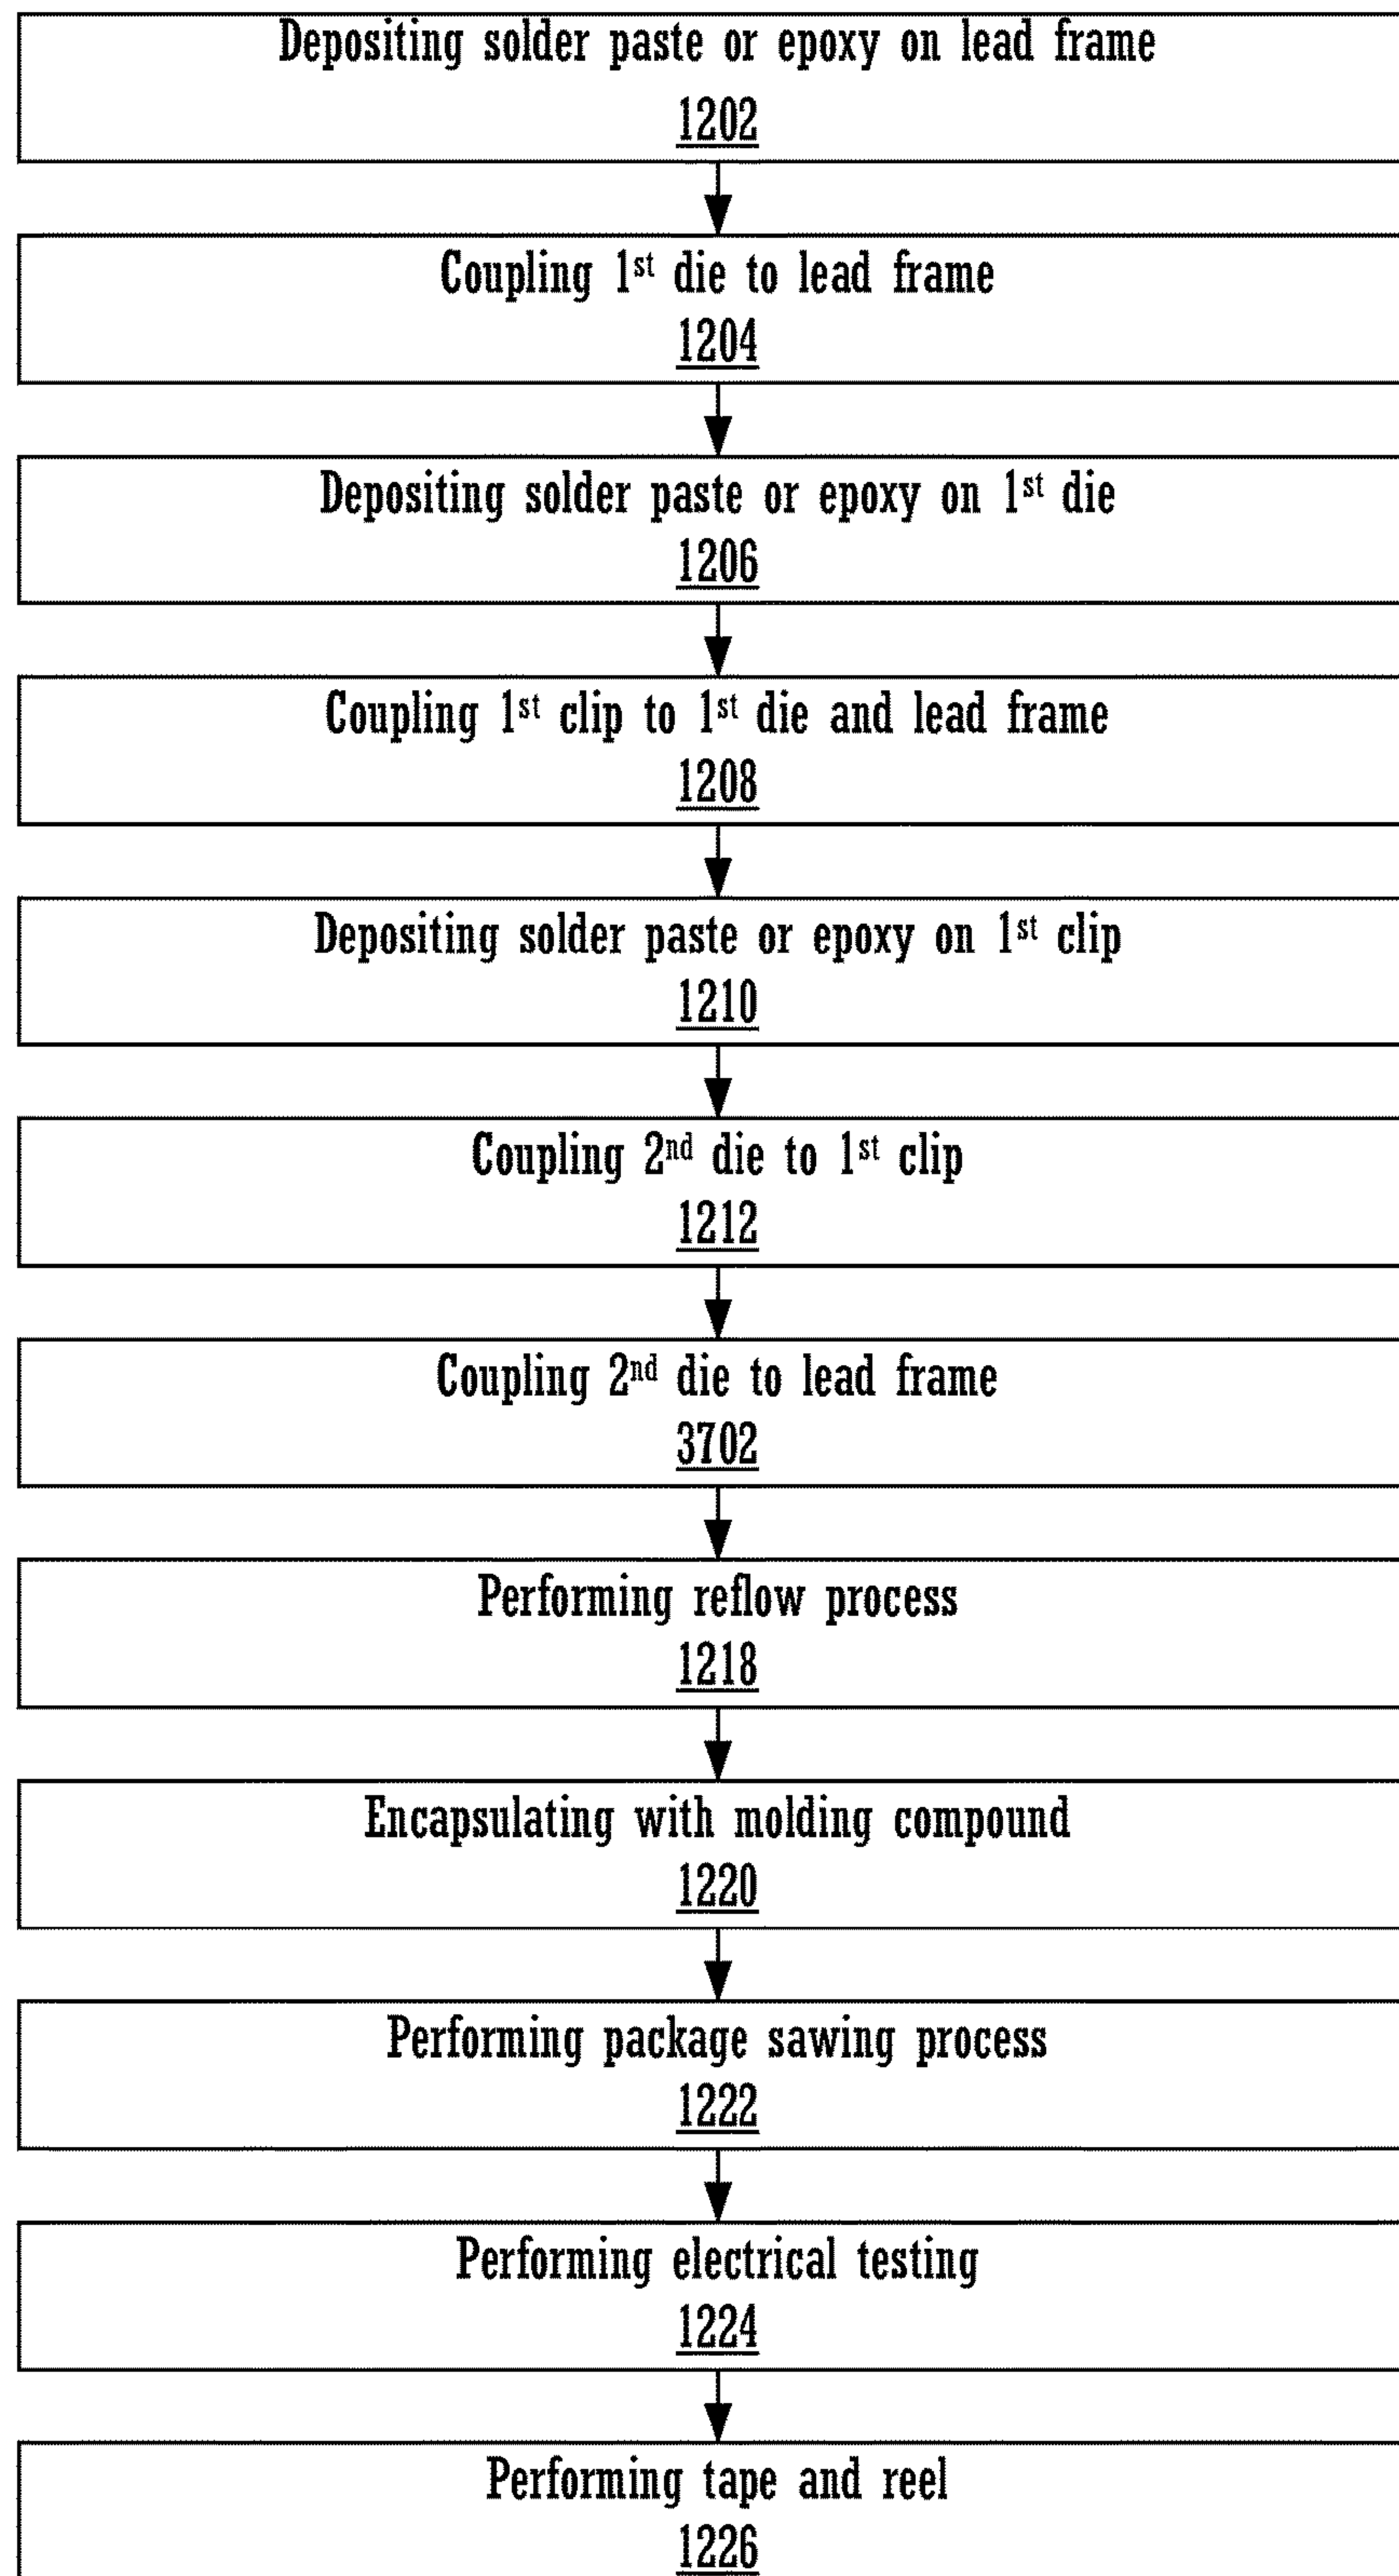 Depositing solder paste or epoxy on lead frame
1202
Coupling 1st die to lead frame
1204
Depositing solder paste or epoxy on 1st die
1206
Coupling 1st clip to 1st die and lead frame
1208
Depositing solder paste or epoxy on 1st clip
1210
Coupling 2nd die to 1st clip
1212
Coupling 2nd die to lead frame
3702
Performing reflow process
1218
Encapsulating with molding compound
1220
Performing package sawing process
1222
Performing electrical testing
1224
Performing tape and reel
1226